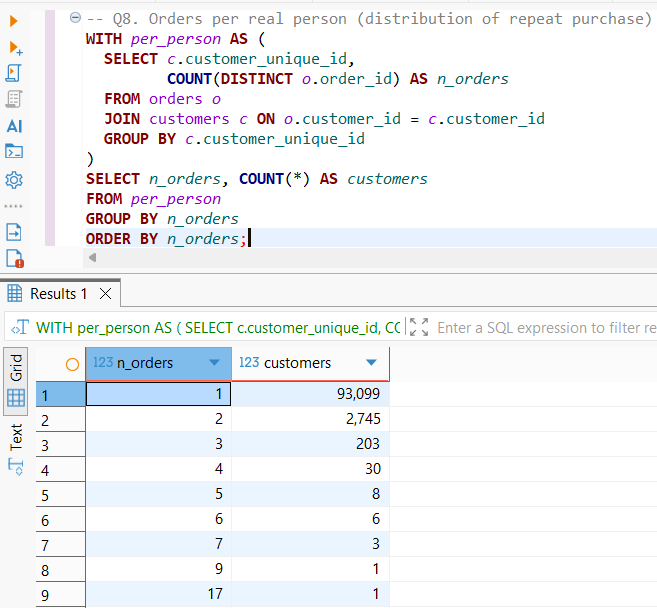 -- Q8. Orders per real person (distribution of repeat purchase)
WITH per_person AS (
SELECT c.customer_unique_id,
COUNT(DISTINCT o.order_id) AS n_orders
FROM orders o
JOIN customers c ON o.customer_id = c.customer_id
GROUP BY c.customer_unique_id
)
SELECT n_orders, COUNT(*) AS customers
FROM per_person
GROUP BY n_orders
ORDER BY n_orders;
AI
Results 1
WITH per_person AS ( SELECT c.customer_unique_id, CO
Enter a SQL expression to filter re
Grid
Text
123 n_orders 123 customers
1 1 93,099
2 2 2,745
3 3 203
4 4 30
5 5 8
6 6 6
7 7 3
8 9 1
9 17 1